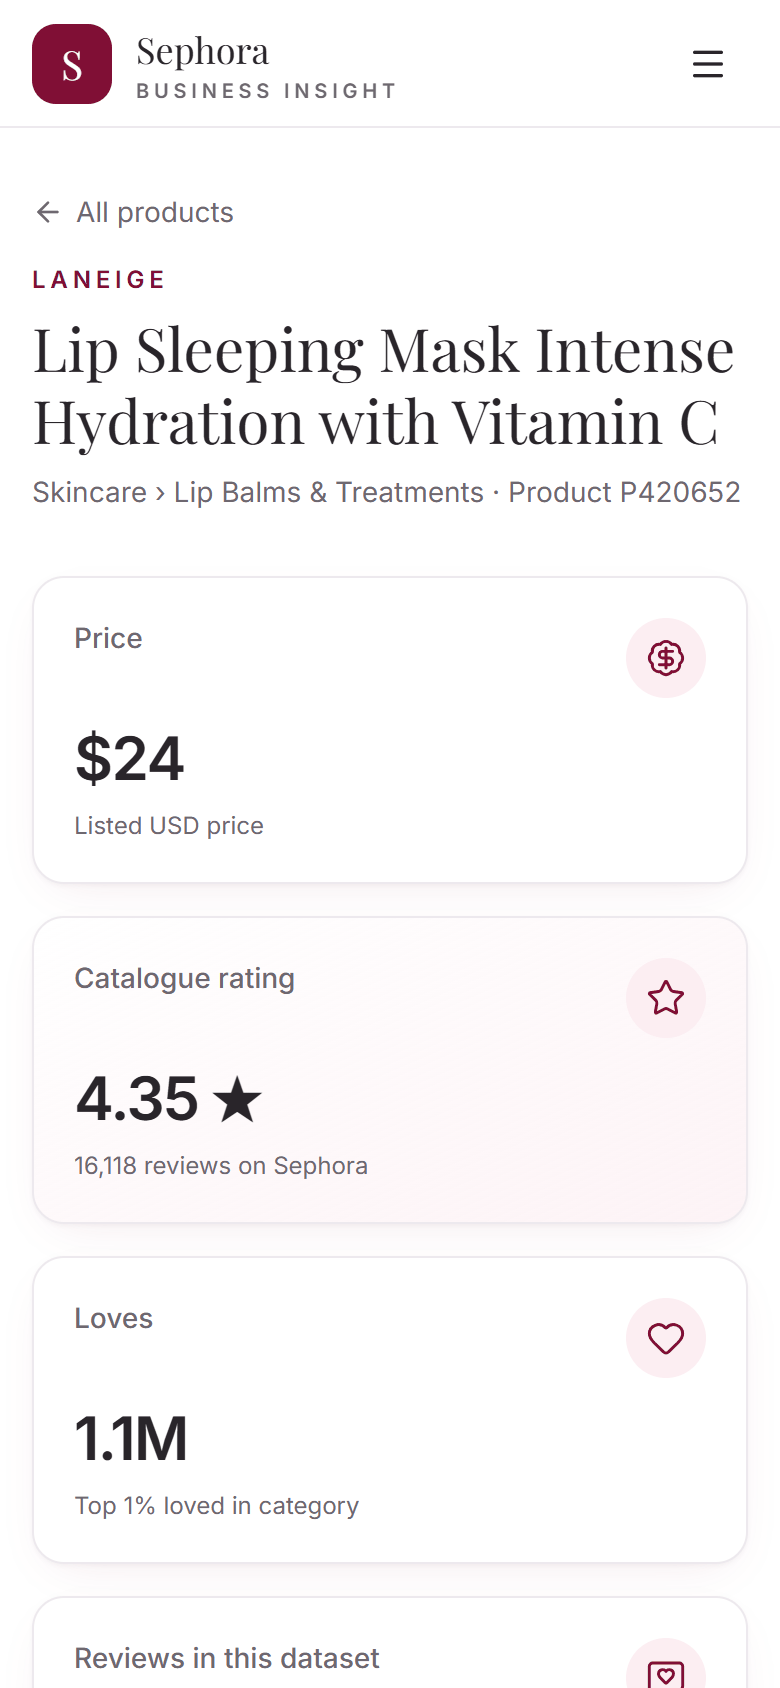 S
Sephora
BUSINESS INSIGHT
← All products
LANEIGE
Lip Sleeping Mask Intense
Hydration with Vitamin C
Skincare › Lip Balms & Treatments · Product P420652
Price
$24
Listed USD price
Catalogue rating
4.35 ★
16,118 reviews on Sephora
Loves
1.1M
Top 1% loved in category
Reviews in this dataset